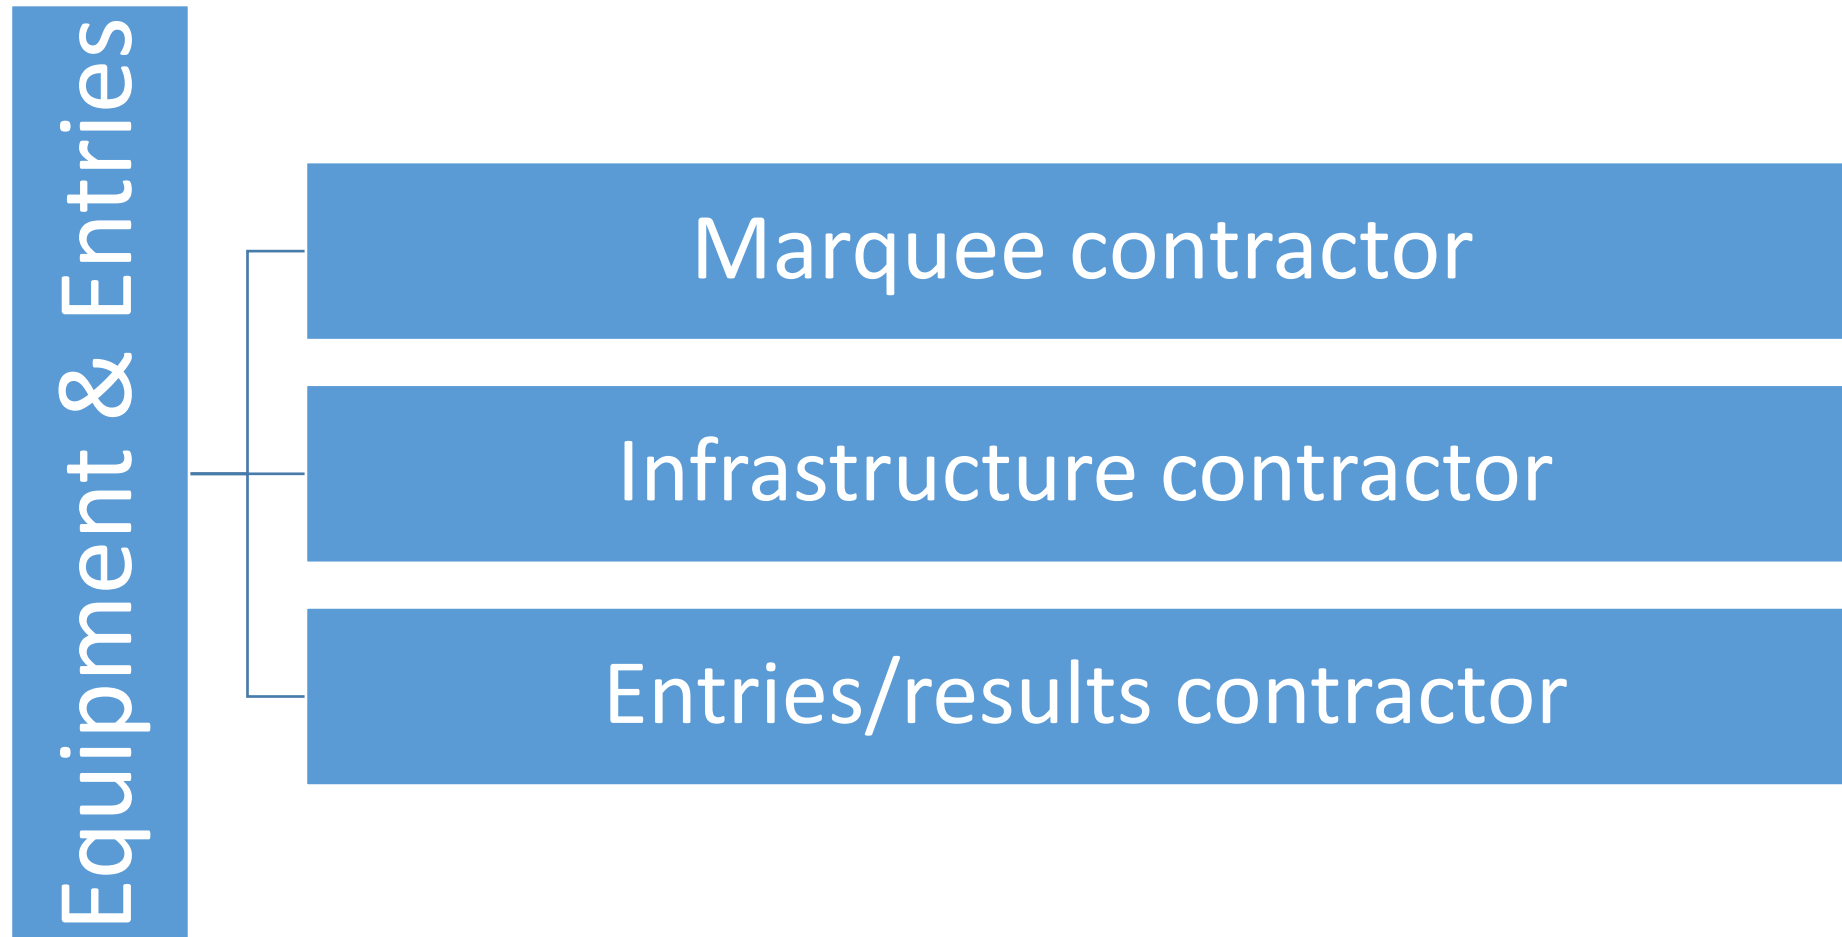 Equipment & Entries
Marquee contractor
Infrastructure contractor
Entries/results contractor